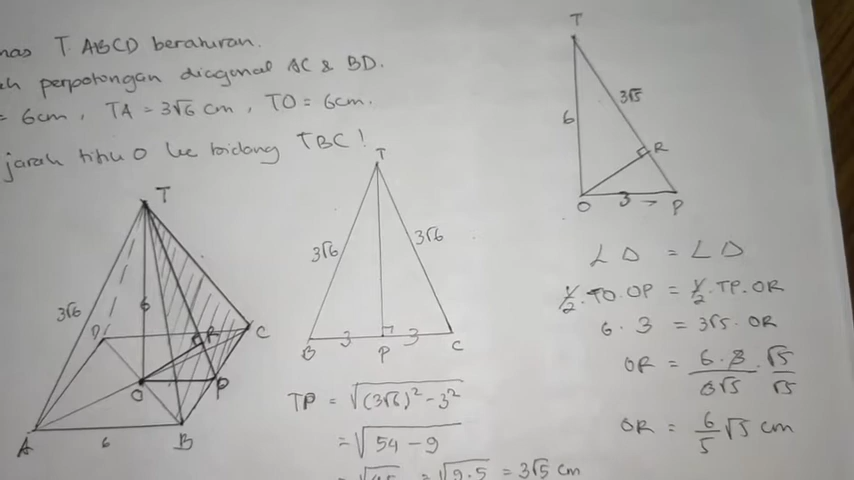 T. ABCD beraturan.
perpotongan diagonal AC & BD.
= 6cm, TA = 3√6 cm, TO = 6cm.
jarak titik O ke bidang TBC!
T
3√6
6
D
R
C
O
P
A
6
B
T
3√6
3√6
B
3
P
3
C
TP = √(3√6)² - 3²
= √54 - 9
= √9.5 = 3√5 cm
T
6
3√5
R
O
3
P
L Δ = L Δ
½.TO.OP = ½.TP.OR
6.3 = 3√5.OR
OR = 6.3/3√5 . √5/√5
OR = 6/5 √5 cm